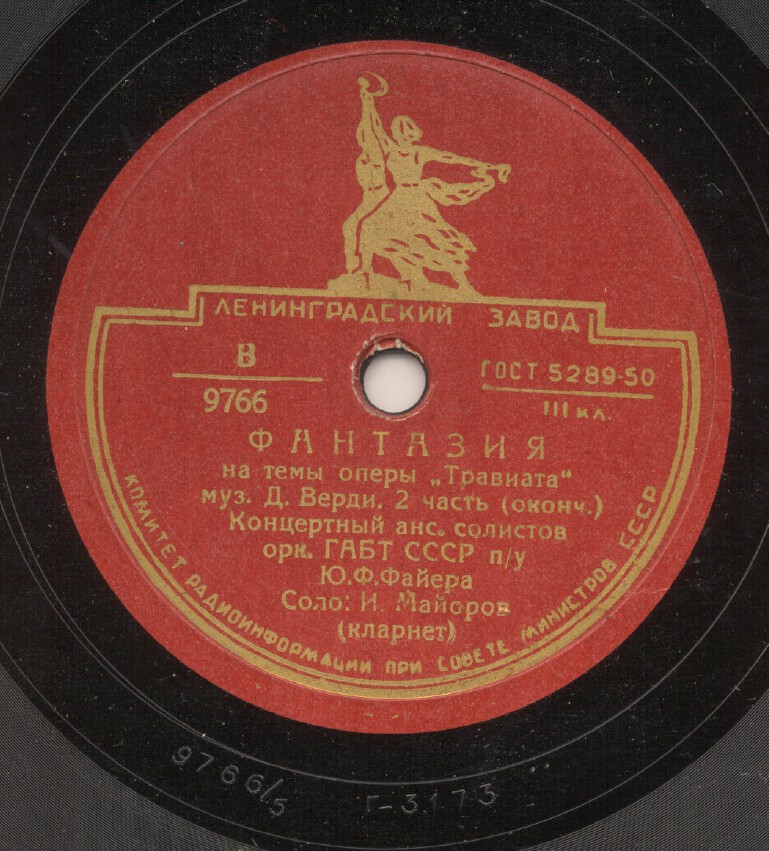 ЛЕНИНГРАДСКИЙ ЗАВОД
В
9766
ГОСТ 5289-50
III кл.
ФАНТАЗИЯ
на темы оперы „Травиата“
муз. Д. Верди. 2 часть (оконч.)
Концертный анс. солистов
орк. ГАБТ СССР п/у
Ю.Ф.Файера
Соло: И. Майоров
(кларнет)
КОМИТЕТ РАДИОИНФОРМАЦИИ ПРИ СОВЕТЕ МИНИСТРОВ СССР
9766/5 Г-3173